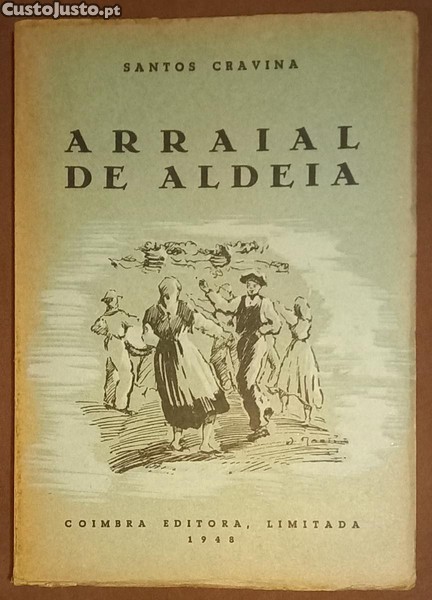 CustoJusto.pt
SANTOS CRAVINA
ARRAIAL
DE ALDEIA
COIMBRA EDITORA, LIMITADA
1948